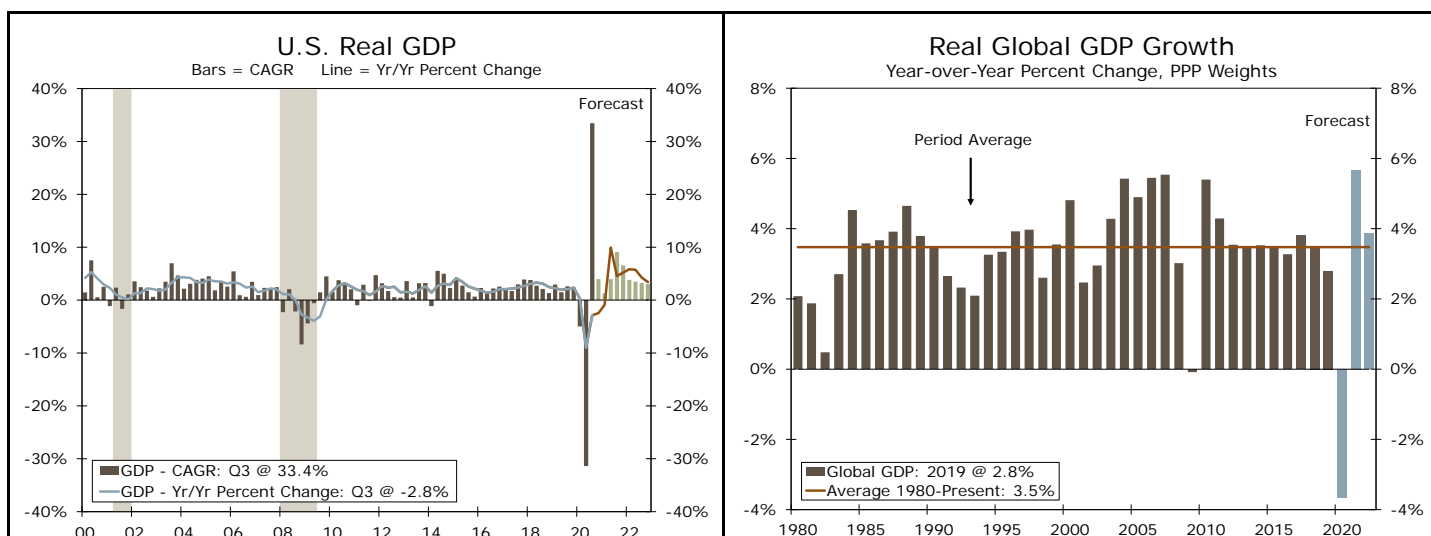 U.S. Real GDP
Bars = CAGR Line = Yr/Yr Percent Change
40% 40%
Forecast
30% 30%
20% 20%
10% 10%
0% 0%
-10% -10%
-20% -20%
-30% -30%
-40% -40%
GDP - CAGR: Q3 @ 33.4%
GDP - Yr/Yr Percent Change: Q3 @ -2.8%
00 02 04 06 08 10 12 14 16 18 20 22
Real Global GDP Growth
Year-over-Year Percent Change, PPP Weights
8% 8%
Forecast
Period Average
6% 6%
4% 4%
2% 2%
0% 0%
-2% -2%
-4% -4%
Global GDP: 2019 @ 2.8%
Average 1980-Present: 3.5%
1980 1985 1990 1995 2000 2005 2010 2015 2020